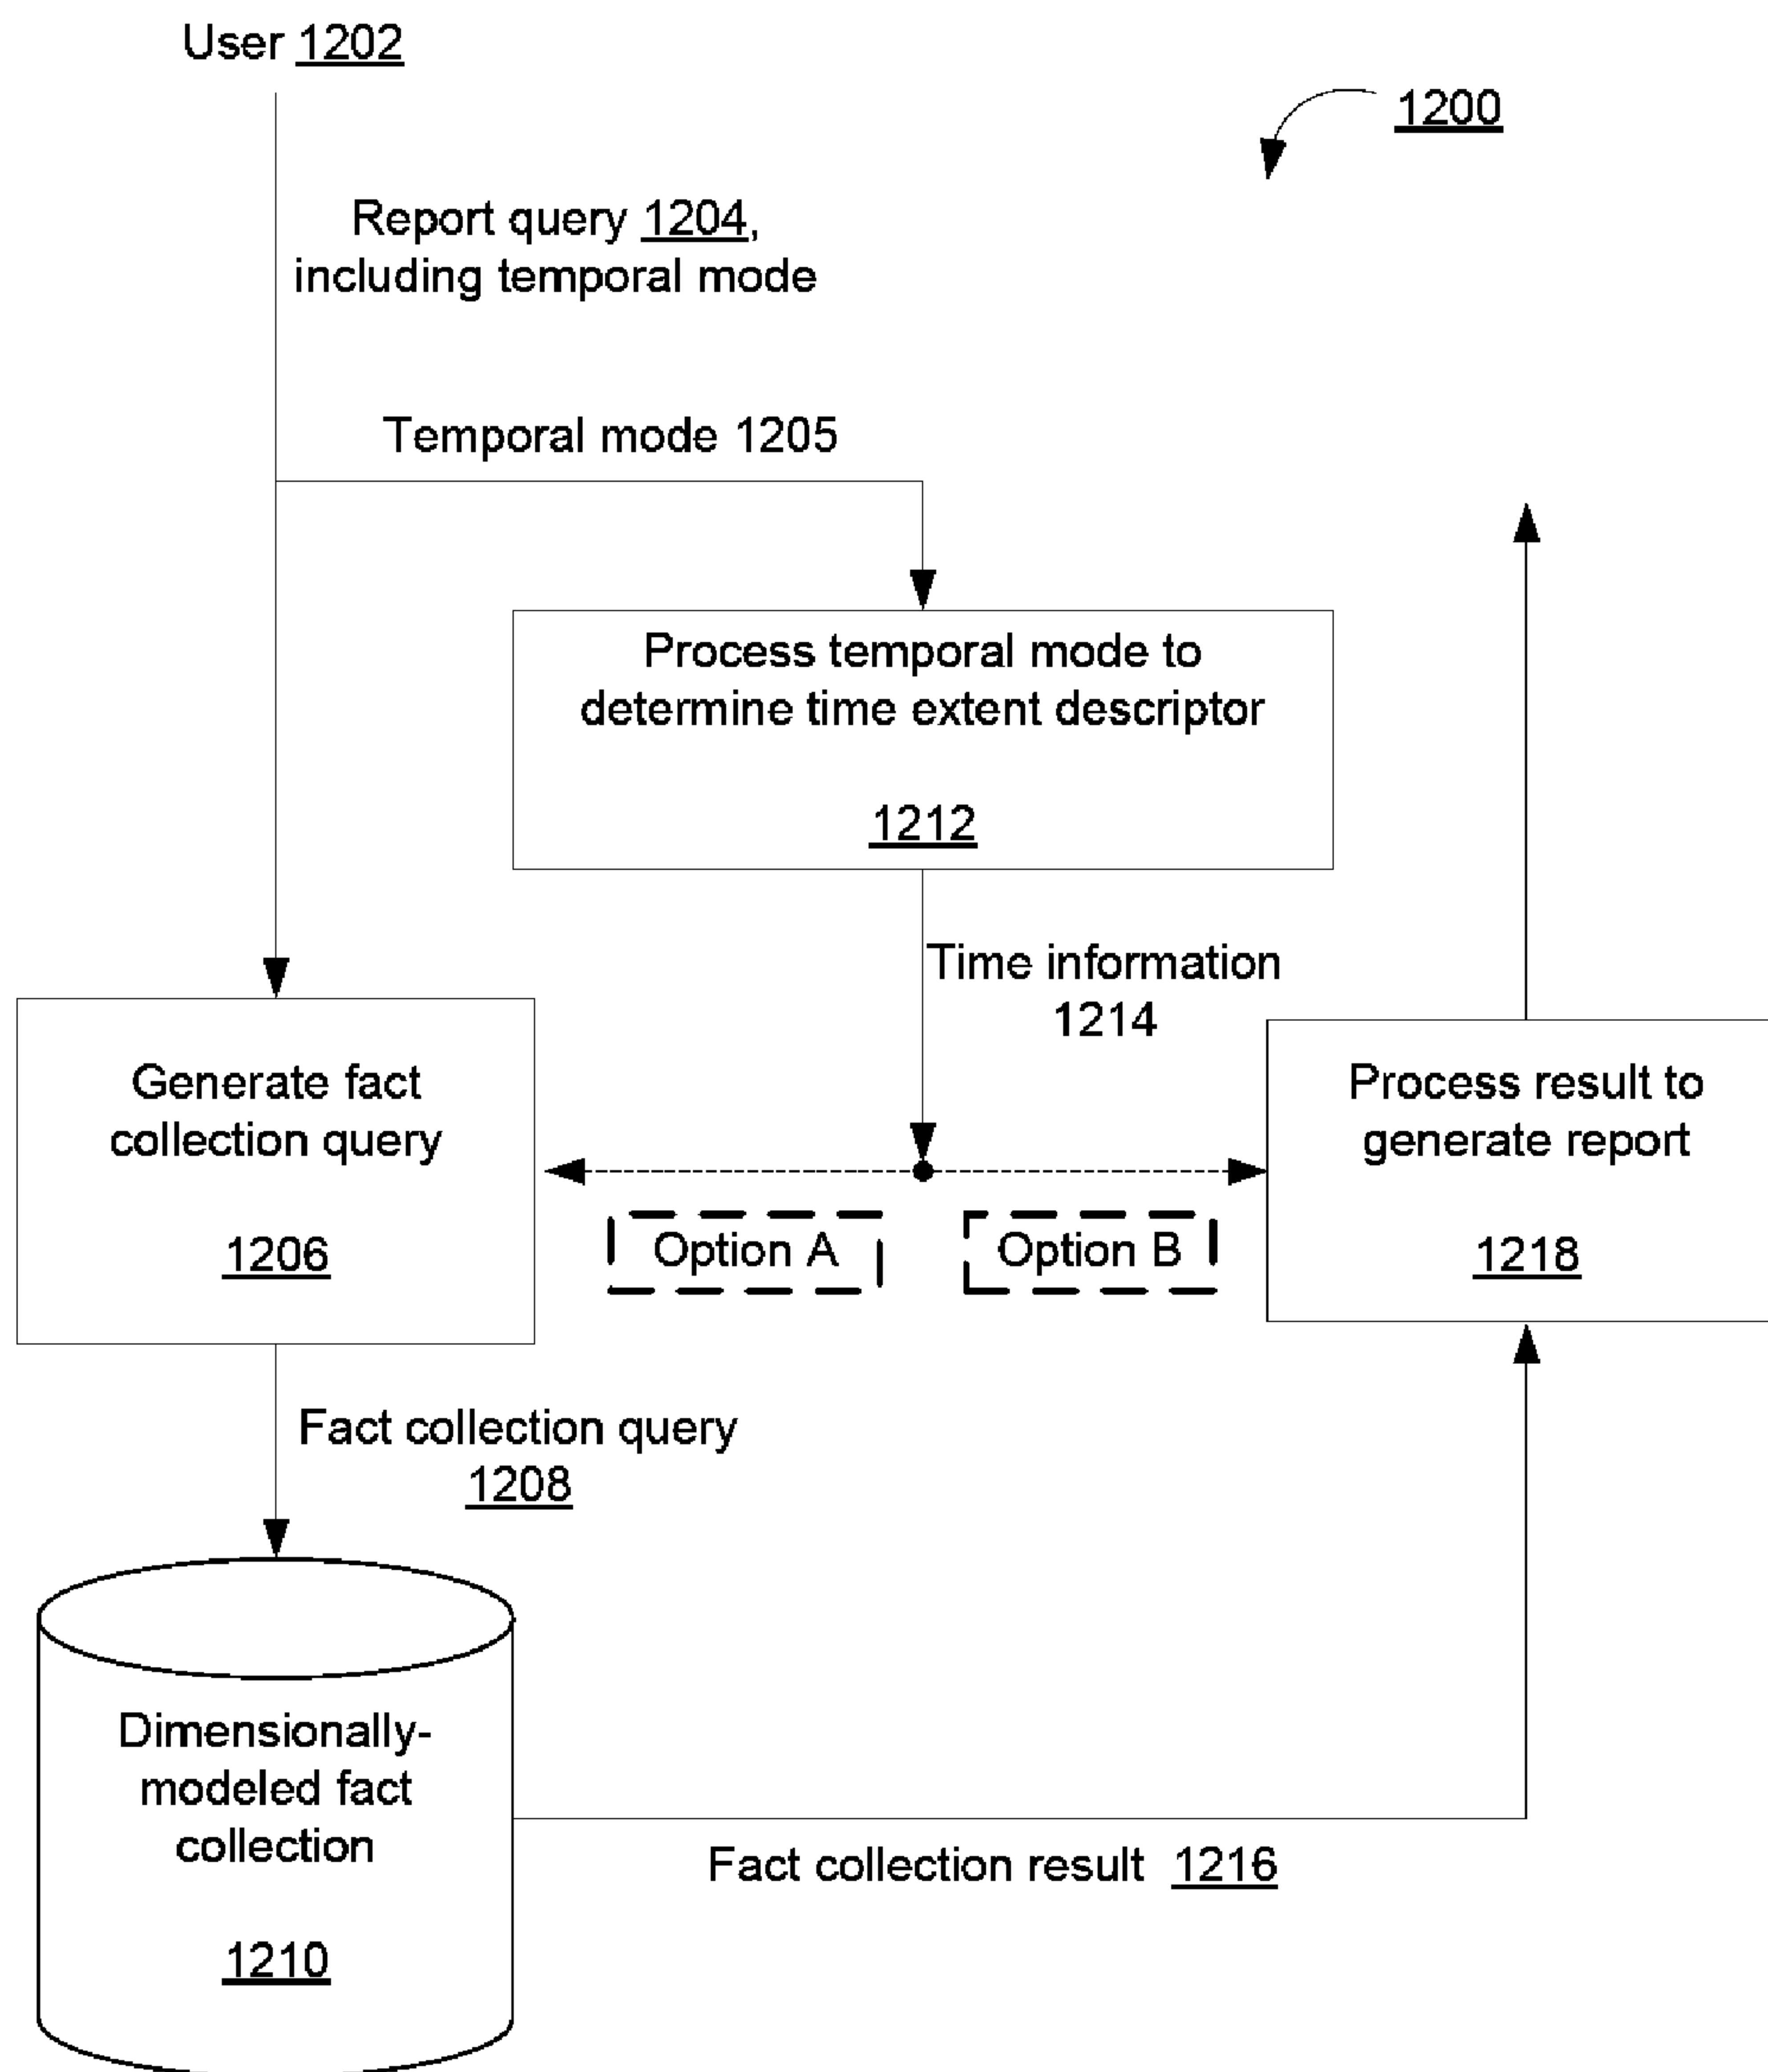 User 1202
1200
Report query 1204,
including temporal mode
Temporal mode 1205
Process temporal mode to
determine time extent descriptor
1212
Time information
1214
Generate fact
collection query
1206
Process result to
generate report
1218
Option A
Option B
Fact collection query
1208
Dimensionally-
modeled fact
collection
1210
Fact collection result 1216